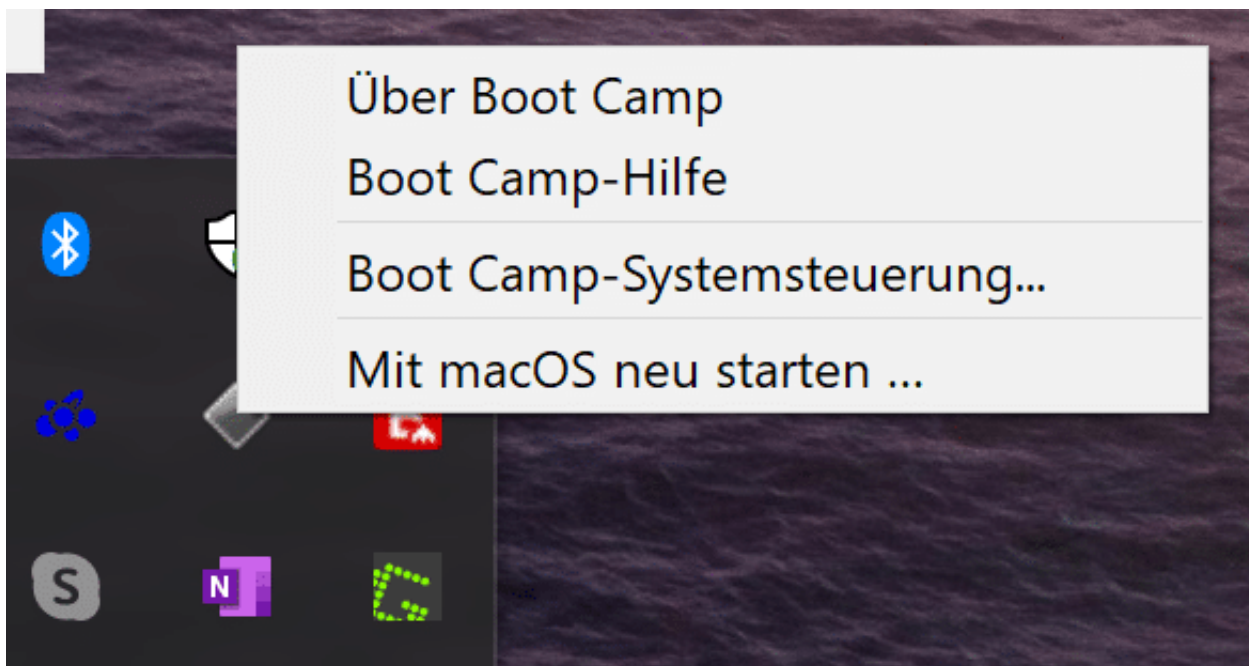 Über Boot Camp
Boot Camp-Hilfe
Boot Camp-Systemsteuerung...
Mit macOS neu starten ...
S
N